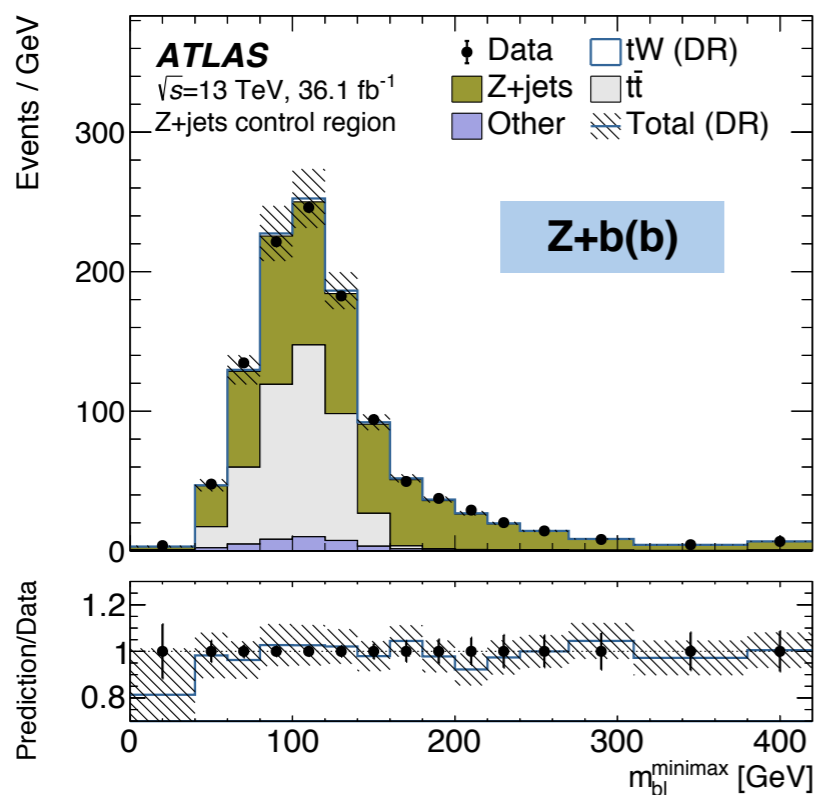 ATLAS
√s=13 TeV, 36.1 fb⁻¹
Z+jets control region
Data
tW (DR)
Z+jets
tt̄
Other
Total (DR)
Z+b(b)
Events / GeV
300
200
100
0
Prediction/Data
1.2
1
0.8
0 100 200 300 400
m_bl^minimax [GeV]